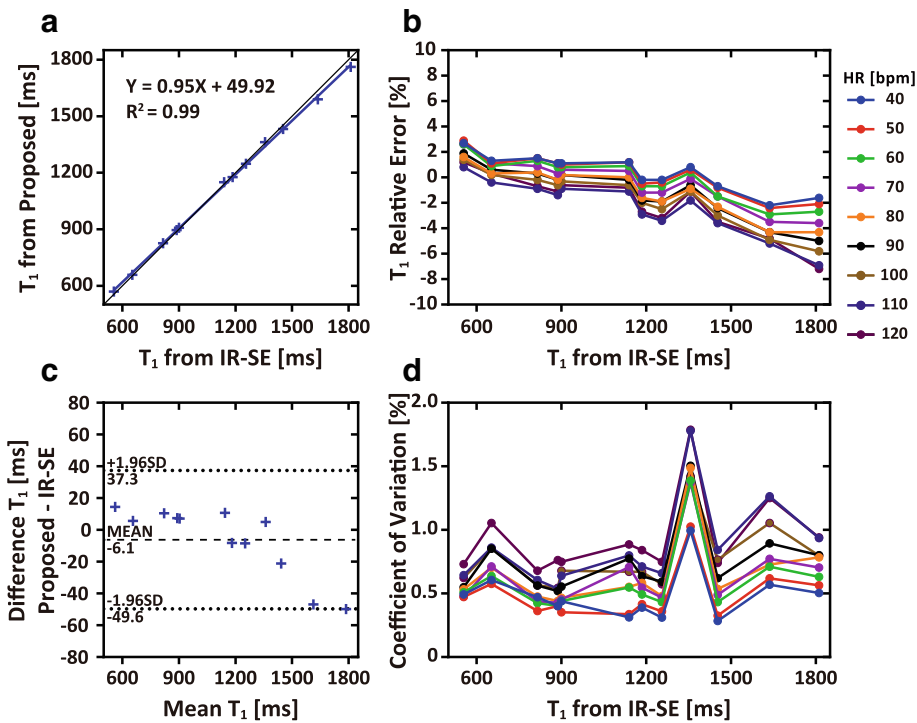 a
T₁ from Proposed [ms]
1800
1500
1200
900
600
Y = 0.95X + 49.92
R² = 0.99
600 900 1200 1500 1800
T₁ from IR-SE [ms]
b
T₁ Relative Error [%]
10
8
6
4
2
0
-2
-4
-6
-8
-10
600 900 1200 1500 1800
T₁ from IR-SE [ms]
HR [bpm]
40
50
60
70
80
90
100
110
120
c
Difference T₁ [ms]
Proposed - IR-SE
80
60
40
20
0
-20
-40
-60
-80
+1.96SD
37.3
MEAN
-6.1
-1.96SD
-49.6
600 900 1200 1500 1800
Mean T₁ [ms]
d
Coefficient of Variation [%]
2.0
1.5
1.0
0.5
0
600 900 1200 1500 1800
T₁ from IR-SE [ms]